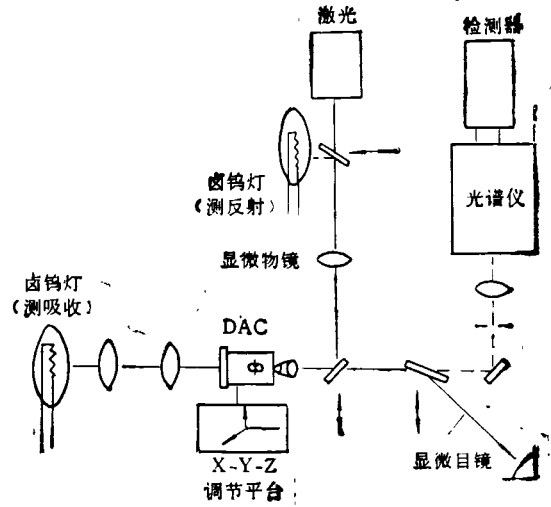 激光
检测器
卤钨灯
（测反射）
光谱仪
显微物镜
卤钨灯
（测吸收）
DAC
显微目镜
X-Y-Z
调节平台